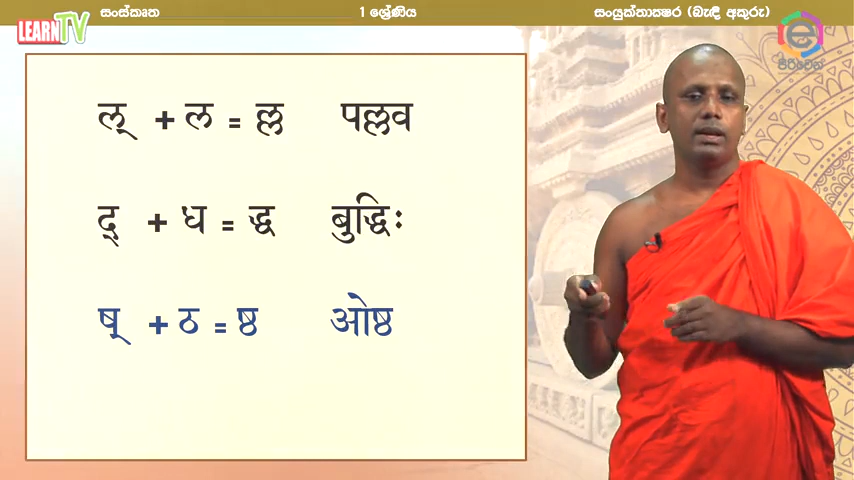 සංස්කෘත 1 ශ්‍රේණිය සංයුක්තාක්ෂර (බැඳි අකුරු)
LEARN TV
පිරිවෙන්
ल् + ल = ल्ल पल्लव
द् + ध = द्ध बुद्धिः
ष् + ठ = ष्ठ ओष्ठ